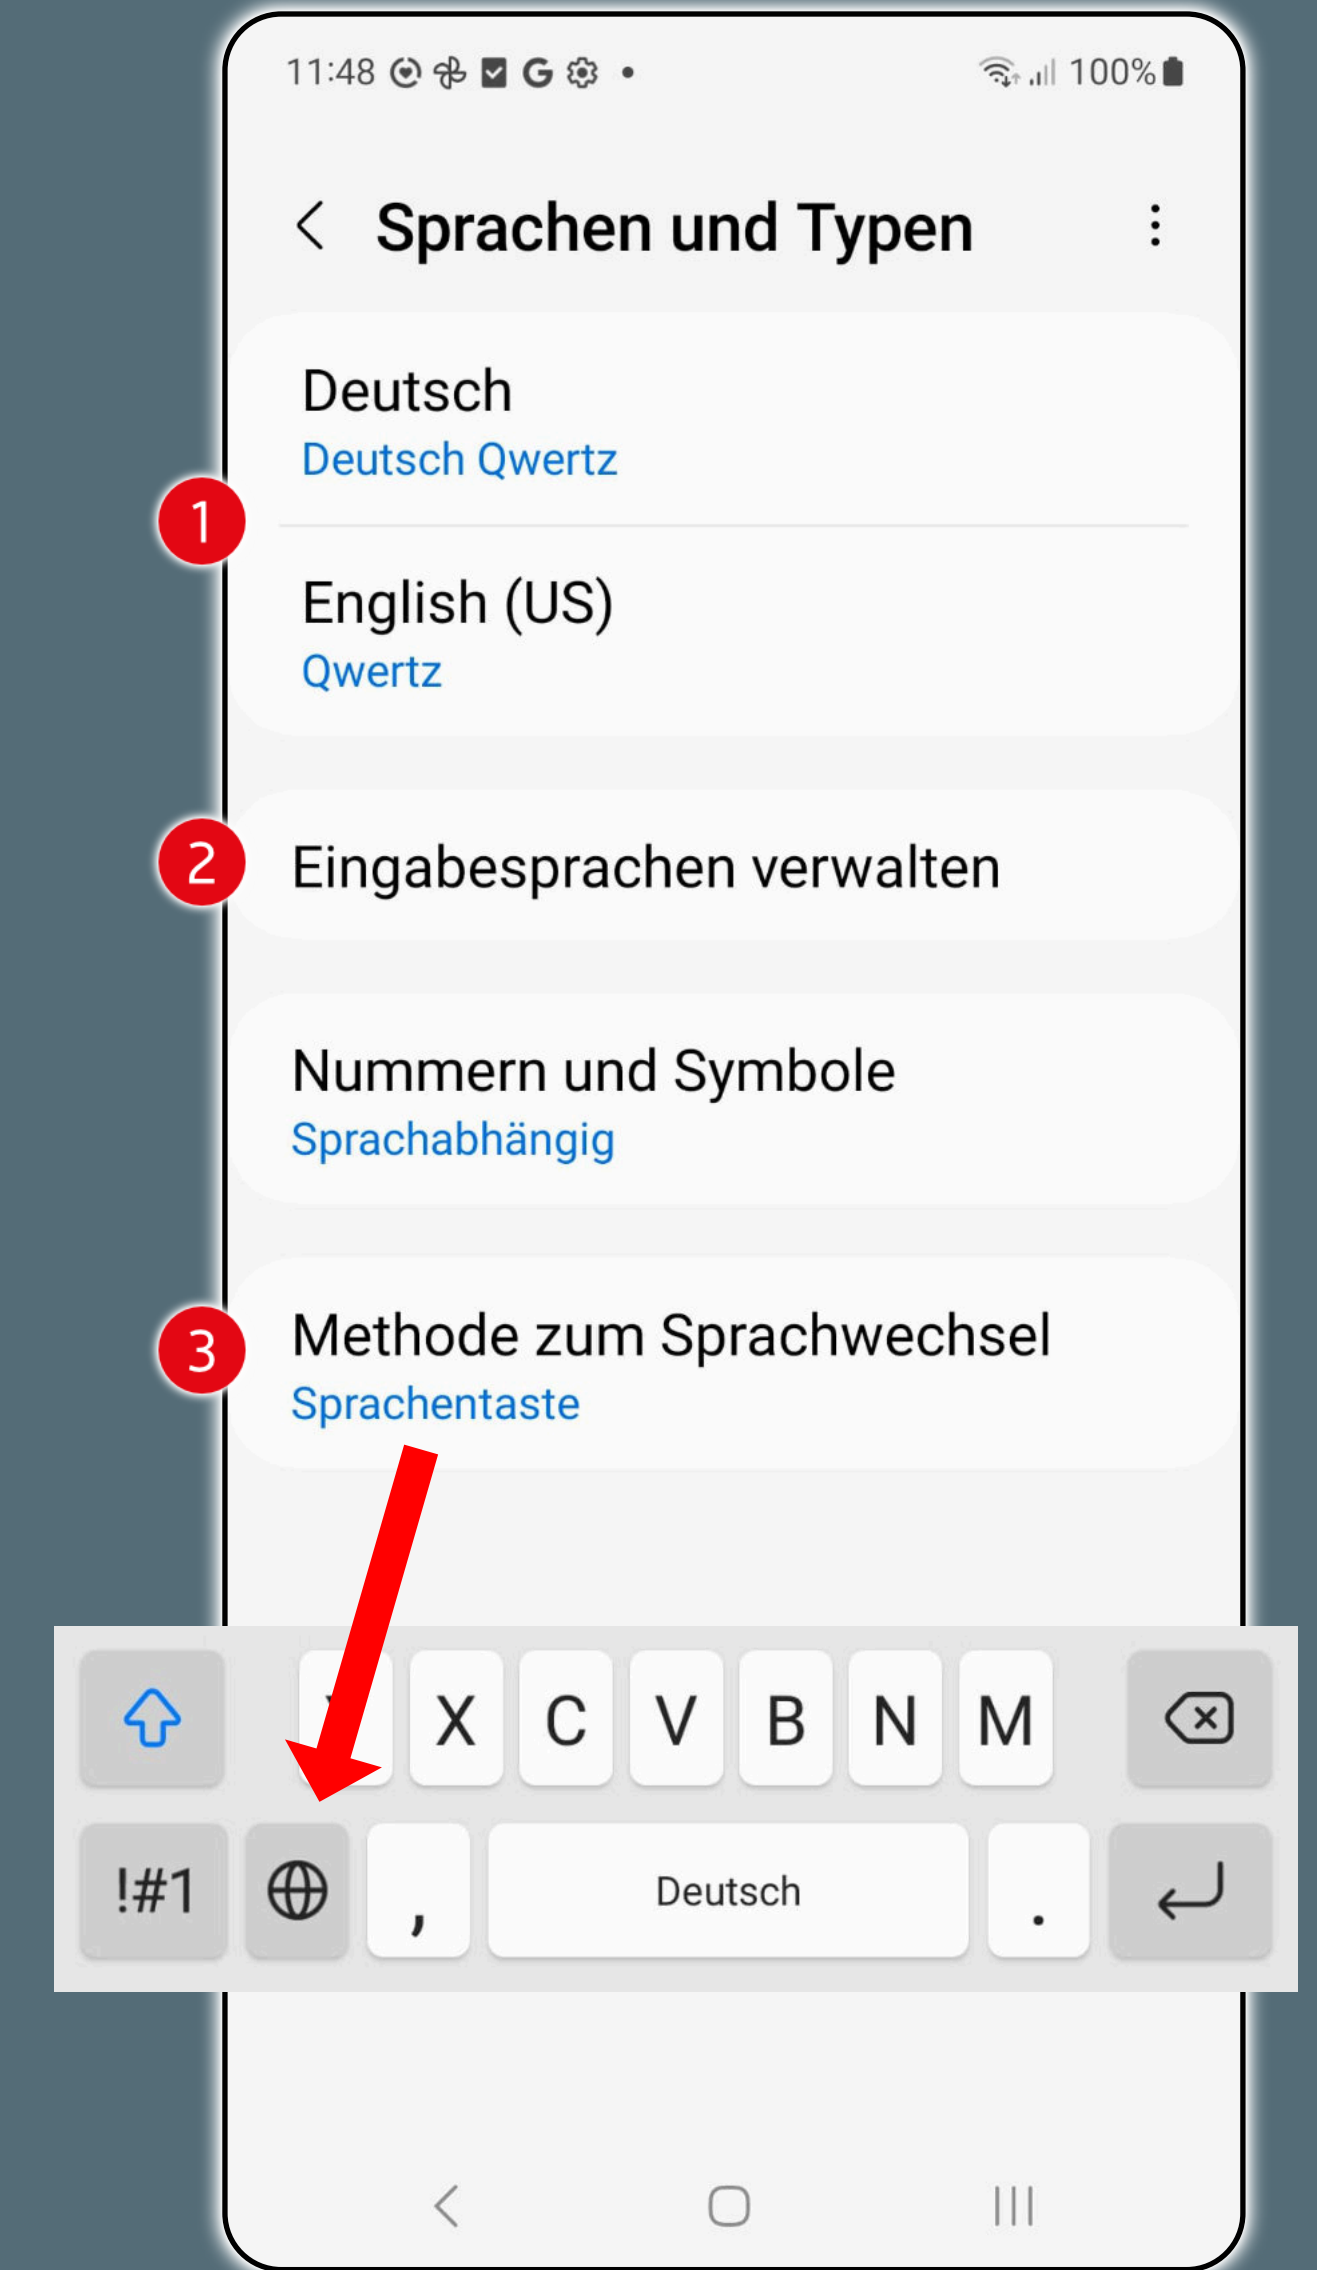 11:48 100%
Sprachen und Typen
Deutsch
Deutsch Qwertz
1
English (US)
Qwertz
2 Eingabesprachen verwalten
Nummern und Symbole
Sprachabhängig
3 Methode zum Sprachwechsel
Sprachentaste
X C V B N M
!#1 , Deutsch .